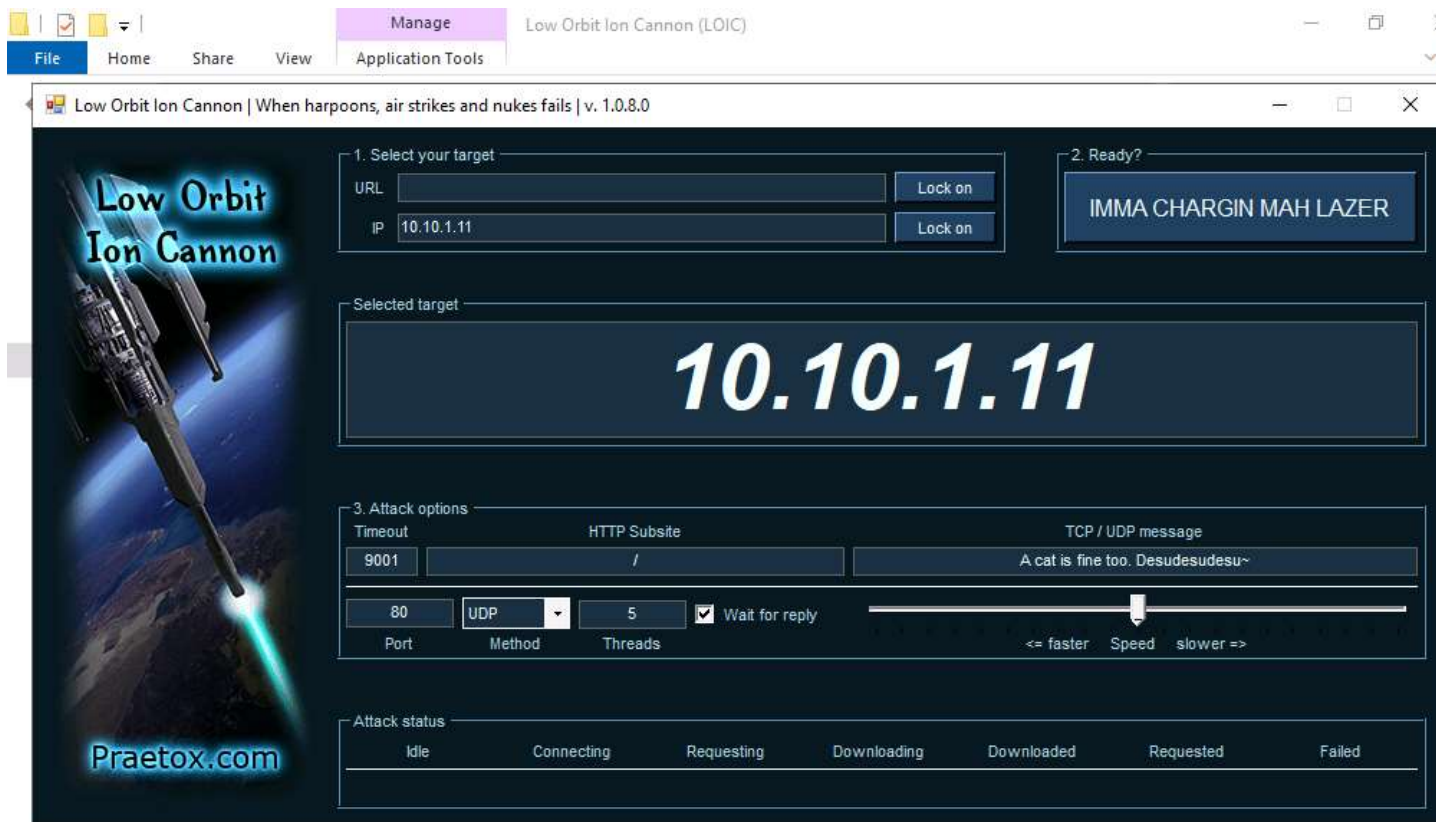 Manage
Low Orbit Ion Cannon (LOIC)
File Home Share View Application Tools
Low Orbit Ion Cannon | When harpoons, air strikes and nukes fails | v. 1.0.8.0
Low Orbit
Ion Cannon
Praetox.com
1. Select your target
URL Lock on
IP 10.10.1.11 Lock on
2. Ready?
IMMA CHARGIN MAH LAZER
Selected target
10.10.1.11
3. Attack options
Timeout HTTP Subsite TCP / UDP message
9001 / A cat is fine too. Desudesudesu~
80 UDP 5 Wait for reply
Port Method Threads <= faster Speed slower =>
Attack status
Idle Connecting Requesting Downloading Downloaded Requested Failed